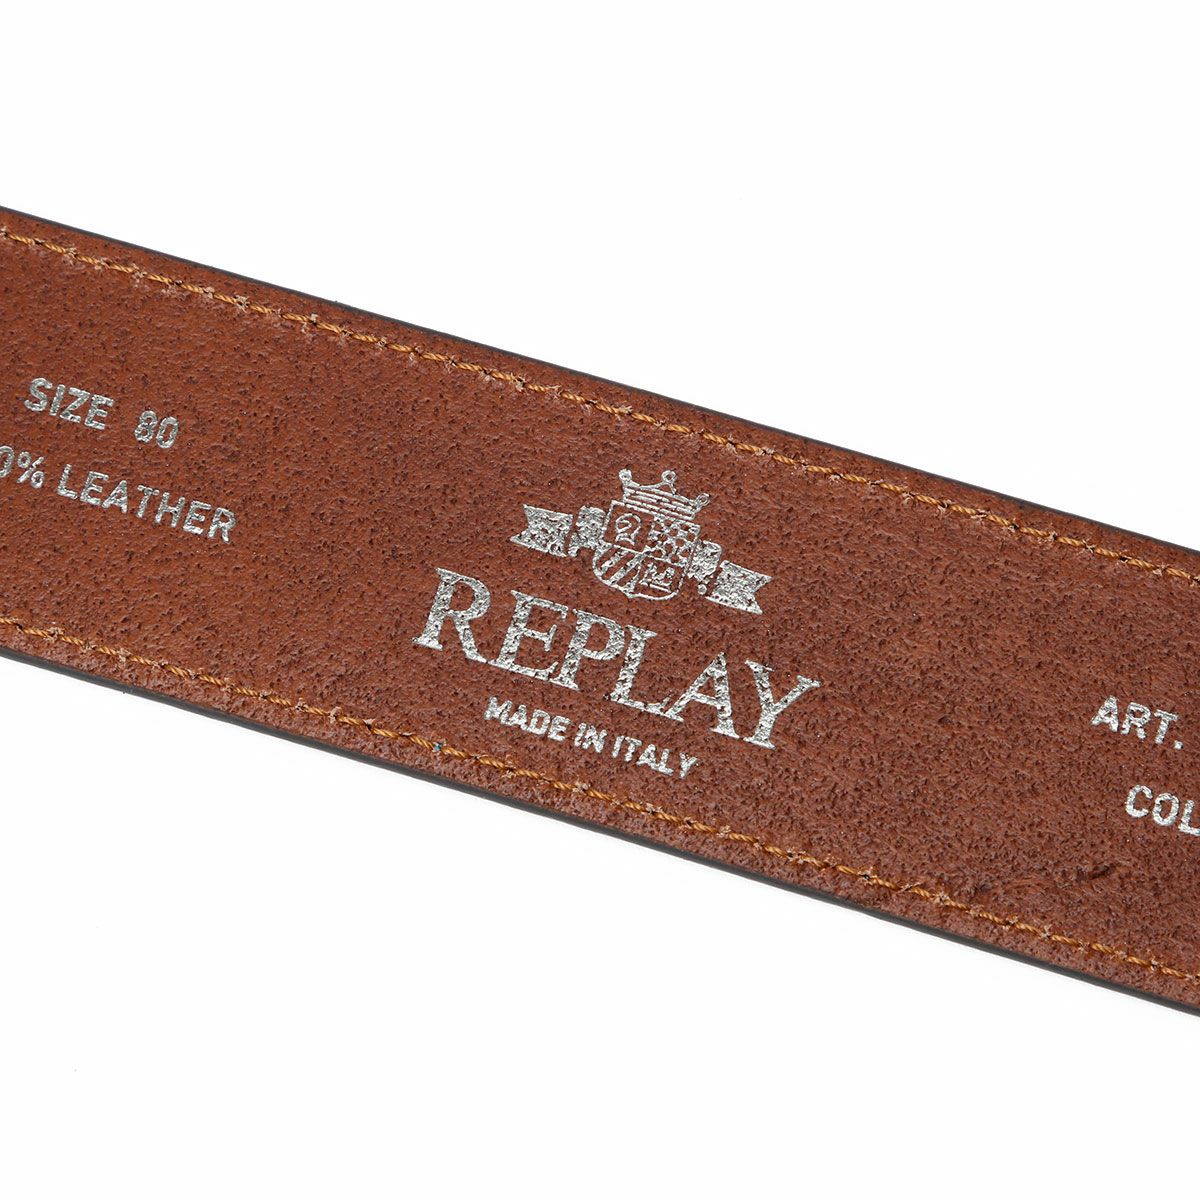 SIZE 80
0% LEATHER
REPLAY
MADE IN ITALY
ART.
COL